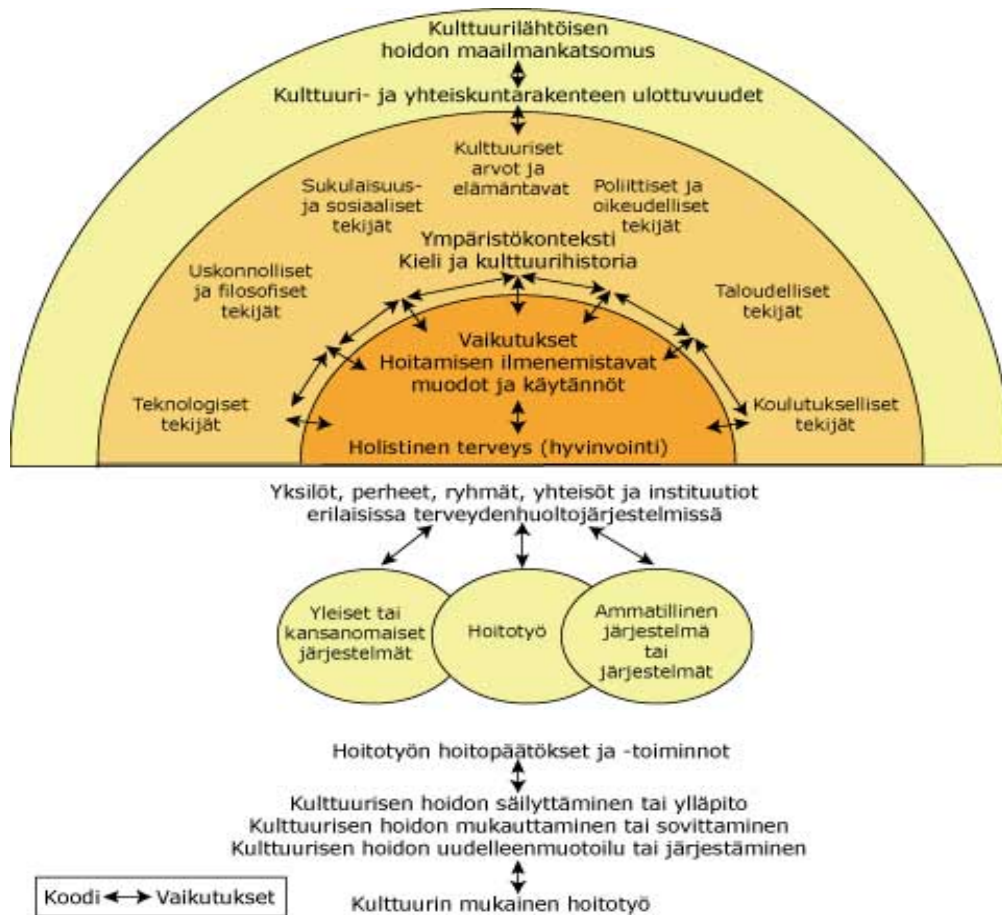 Kulttuurilähtöisen
hoidon maailmankatsomus
Kulttuuri- ja yhteiskuntarakenteen ulottuvuudet
Kulttuuriset
arvot ja
elämäntavat
Sukulaisuus-
ja sosiaaliset
tekijät
Poliittiset ja
oikeudelliset
tekijät
Ympäristökonteksti
Kieli ja kulttuurihistoria
Uskonnolliset
ja filosofiset
tekijät
Taloudelliset
tekijät
Vaikutukset
Hoitamisen ilmenemistavat
muodot ja käytännöt
Teknologiset
tekijät
Koulutukselliset
tekijät
Holistinen terveys (hyvinvointi)
Yksilöt, perheet, ryhmät, yhteisöt ja instituutiot
erilaisissa terveydenhuoltojärjestelmissä
Yleiset tai
kansanomaiset
järjestelmät
Hoitotyö
Ammatillinen
järjestelmä
tai
järjestelmät
Hoitotyön hoitopäätökset ja -toiminnot
Kulttuurisen hoidon säilyttäminen tai ylläpito
Kulttuurisen hoidon mukauttaminen tai sovittaminen
Kulttuurisen hoidon uudelleenmuotoilu tai järjestäminen
Koodi Vaikutukset
Kulttuurin mukainen hoitotyö